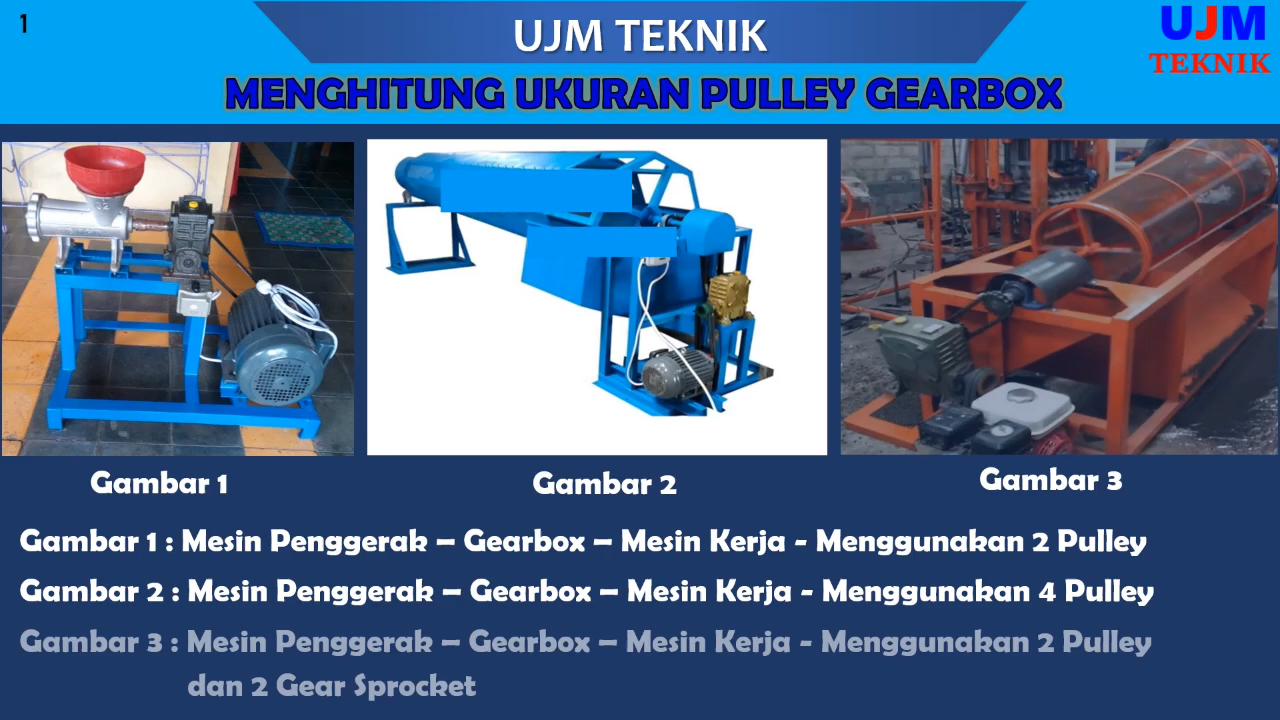 1
UJM TEKNIK
UJM
TEKNIK
MENGHITUNG UKURAN PULLEY GEARBOX
Gambar 1
Gambar 2
Gambar 3
Gambar 1 : Mesin Penggerak – Gearbox – Mesin Kerja - Menggunakan 2 Pulley
Gambar 2 : Mesin Penggerak – Gearbox – Mesin Kerja - Menggunakan 4 Pulley
Gambar 3 : Mesin Penggerak – Gearbox – Mesin Kerja - Menggunakan 2 Pulley
dan 2 Gear Sprocket